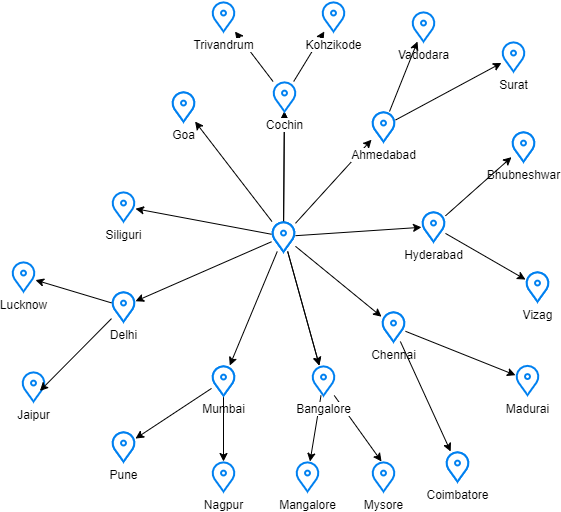 Trivandrum
Kohzikode
Vadodara
Surat
Goa
Cochin
Ahmedabad
Bhubneshwar
Siliguri
Hyderabad
Lucknow
Delhi
Vizag
Chennai
Jaipur
Mumbai
Bangalore
Madurai
Pune
Nagpur
Mangalore
Mysore
Coimbatore